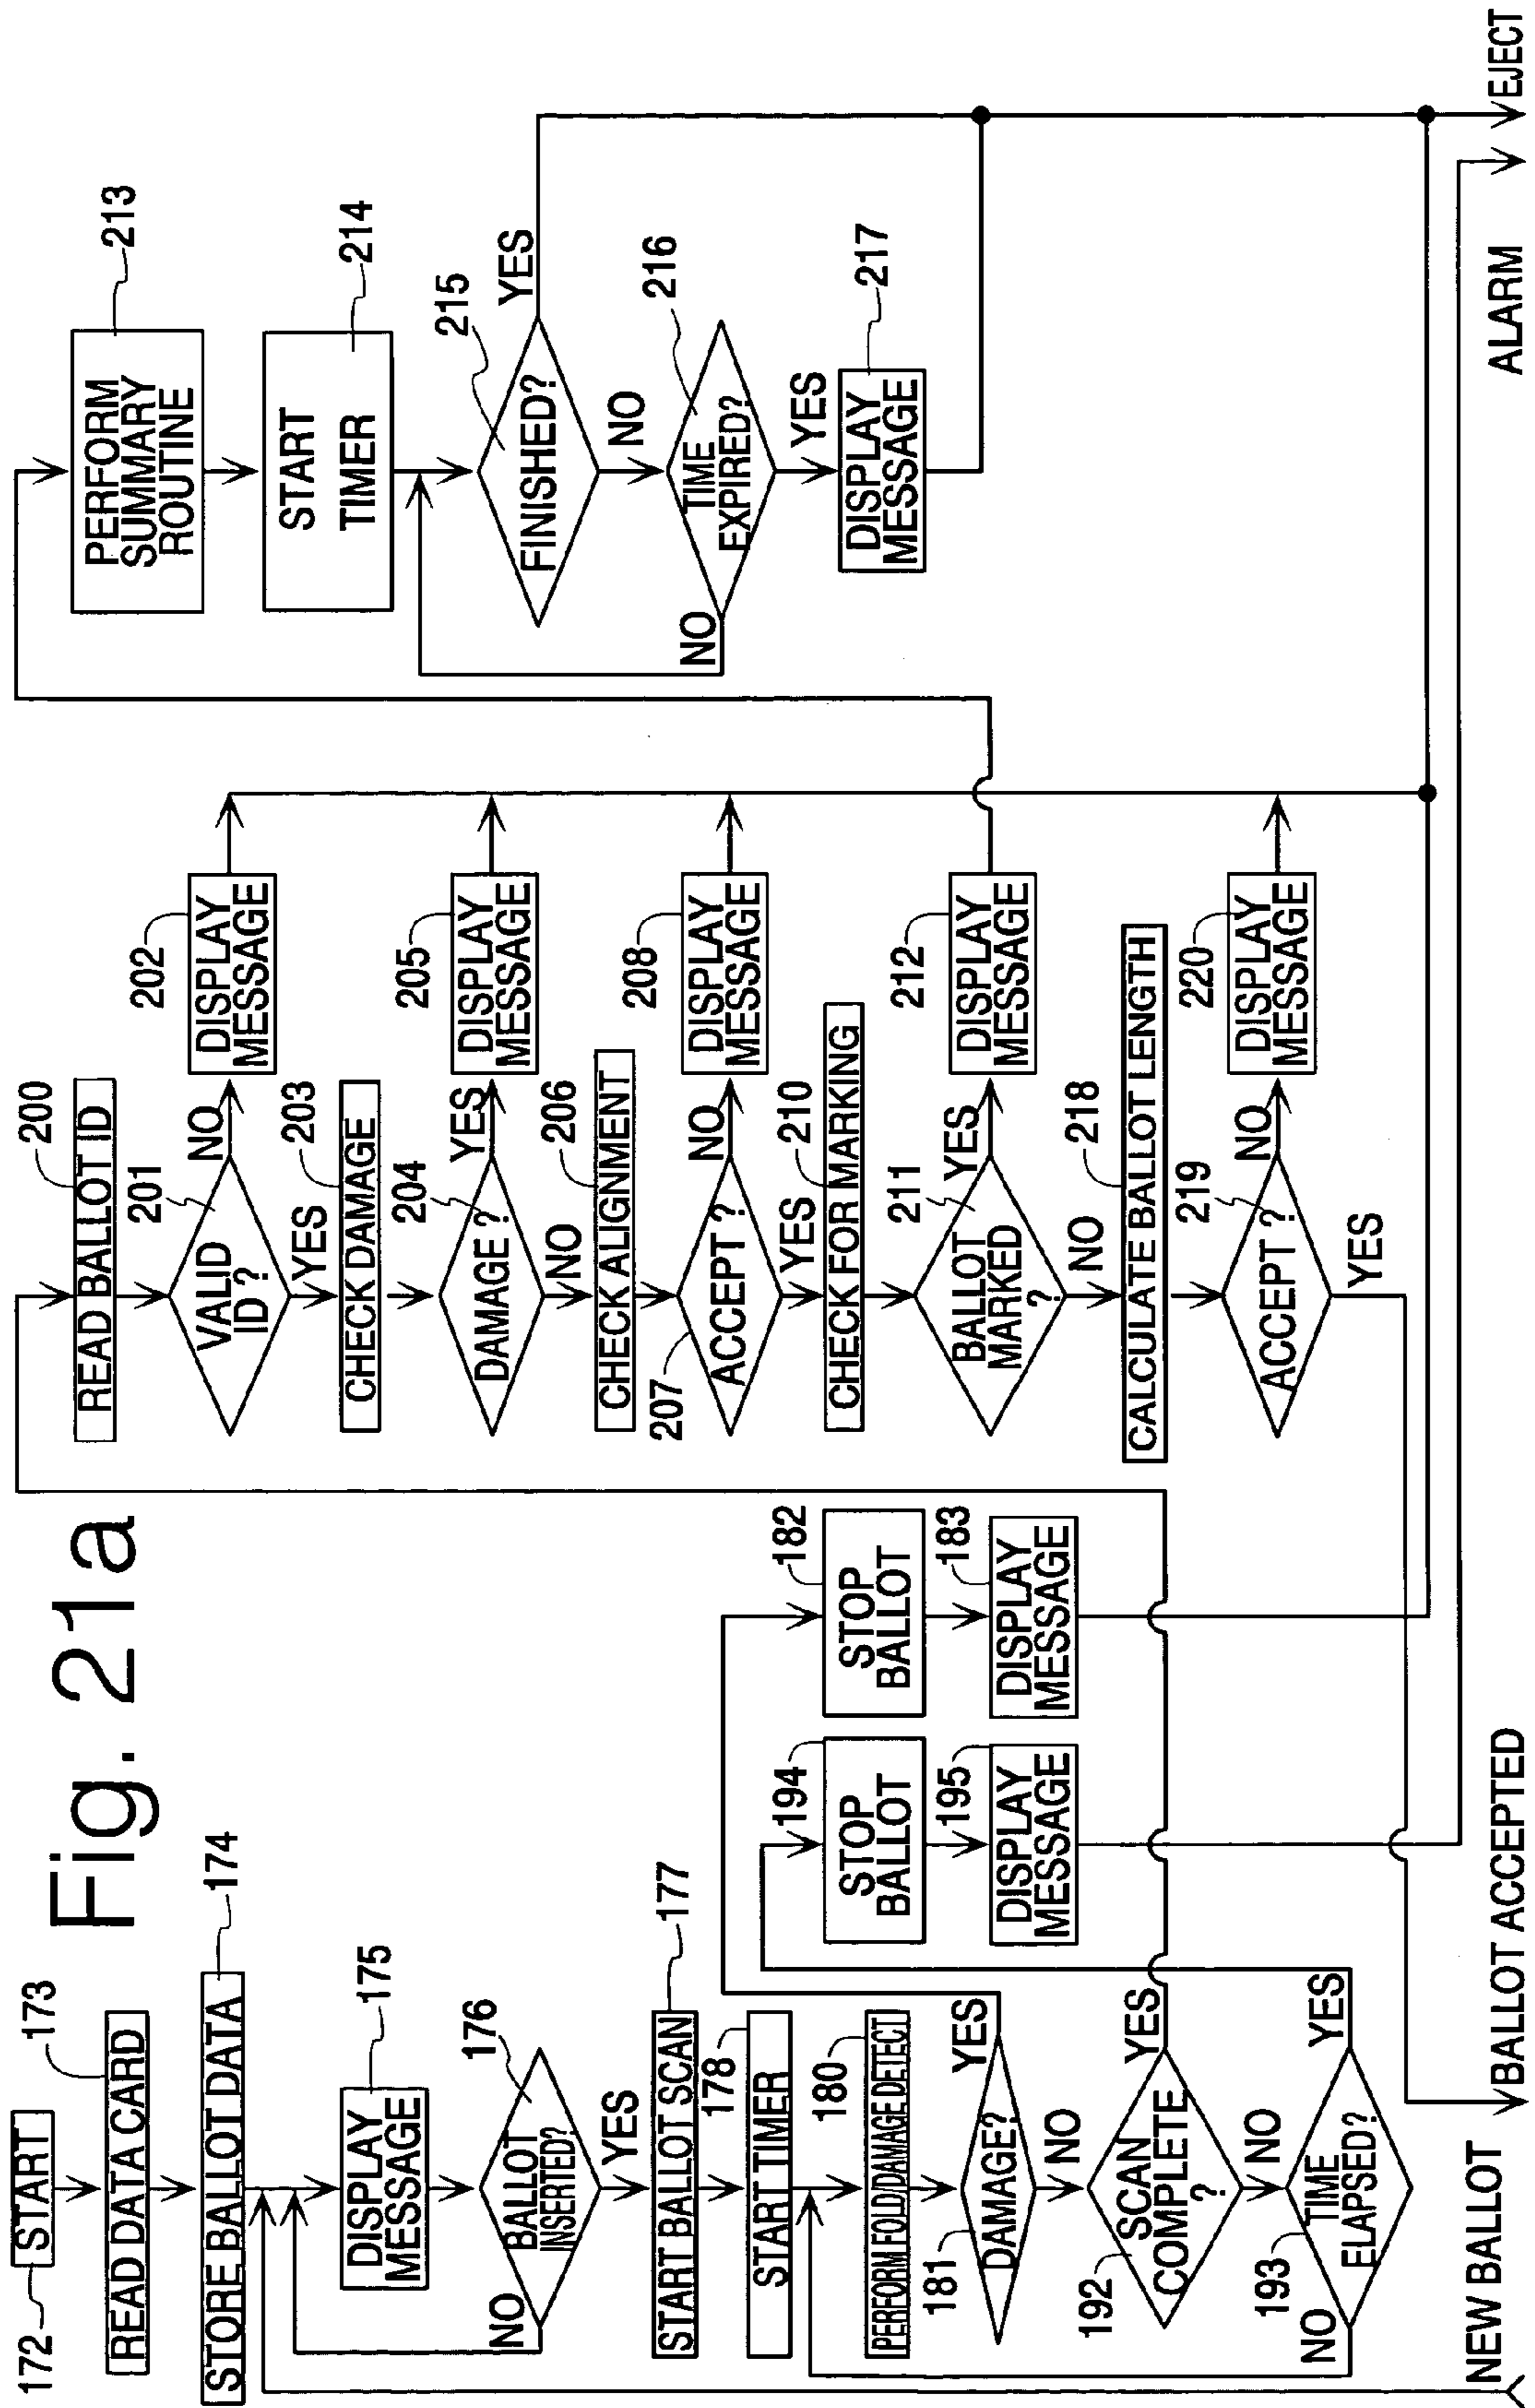 Fig. 21a
172
START
173
READ DATA CARD
174
STORE BALLOT DATA
175
DISPLAY
MESSAGE
176
BALLOT
INSERTED?
NO
YES
177
START BALLOT SCAN
178
START TIMER
180
PERFORM FOLD/DAMAGE DETECT
181
DAMAGE?
YES
NO
192
SCAN
COMPLETE
?
YES
NO
193
TIME
ELAPSED?
NO
YES
NEW BALLOT
194
STOP
BALLOT
195
DISPLAY
MESSAGE
182
STOP
BALLOT
183
DISPLAY
MESSAGE
BALLOT ACCEPTED
200
READ BALLOT ID
201
VALID
ID ?
NO
202
DISPLAY
MESSAGE
YES
203
CHECK DAMAGE
204
DAMAGE ?
YES
205
DISPLAY
MESSAGE
NO
206
CHECK ALIGNMENT
207
ACCEPT ?
NO
208
DISPLAY
MESSAGE
YES
210
CHECK FOR MARKING
211
BALLOT
MARKED
?
YES
212
DISPLAY
MESSAGE
NO
218
CALCULATE BALLOT LENGTH
219
ACCEPT ?
NO
220
DISPLAY
MESSAGE
YES
213
PERFORM
SUMMARY
ROUTINE
214
START
TIMER
215
FINISHED?
YES
NO
216
TIME
EXPIRED?
NO
YES
217
DISPLAY
MESSAGE
ALARM
EJECT